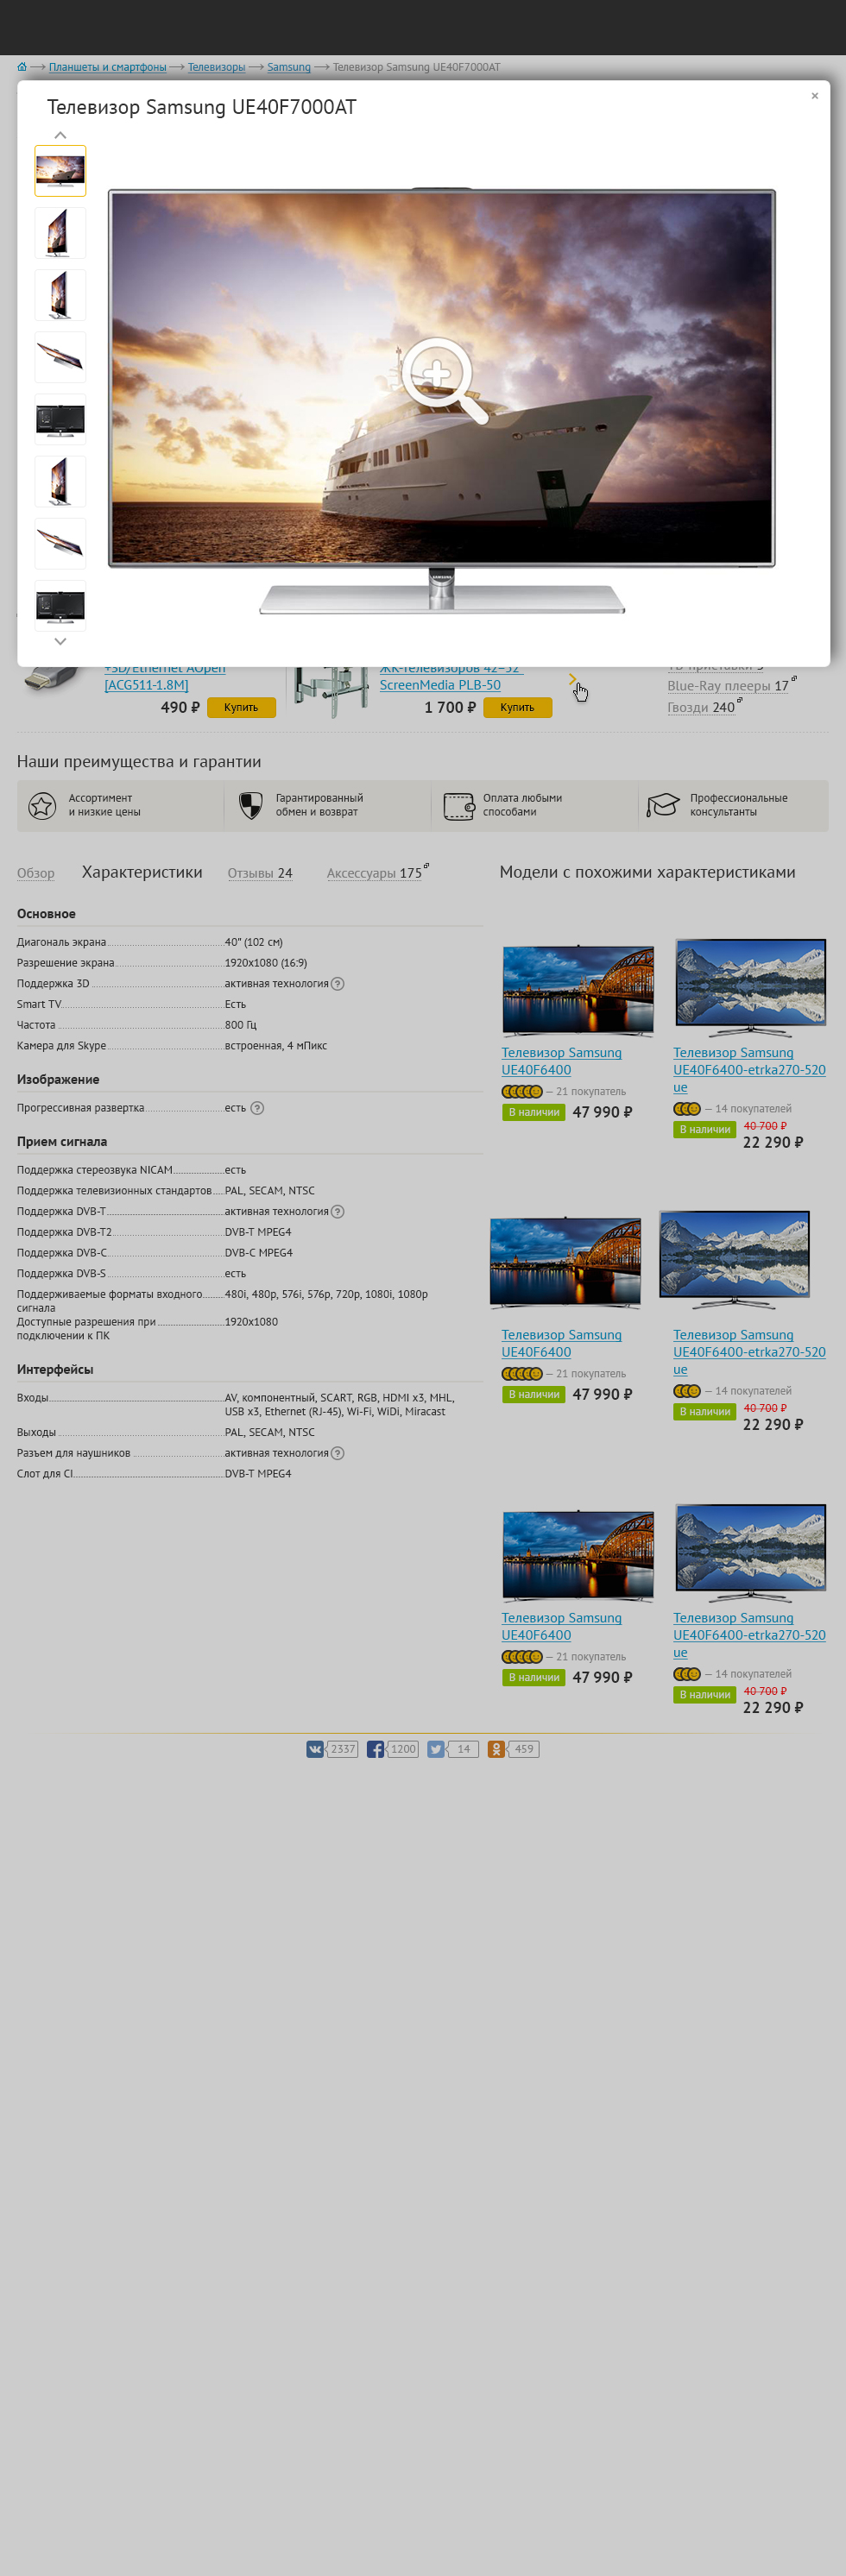 Планшеты и смартфоны Телевизоры Samsung Телевизор Samsung UE40F7000AT
Телевизор Samsung UE40F7000AT
×
SAMSUNG
+3D/Ethernet AOpen
[ACG511-1.8M]
490 ₽ Купить
ЖК-телевизоров 42–52"
ScreenMedia PLB-50
1 700 ₽ Купить
Blue-Ray плееры 17
Гвозди 240
Наши преимущества и гарантии
Ассортимент
и низкие цены
Гарантированный
обмен и возврат
Оплата любыми
способами
Профессиональные
консультанты
Обзор Характеристики Отзывы 24 Аксессуары 175
Основное
Диагональ экрана 40" (102 см)
Разрешение экрана 1920x1080 (16:9)
Поддержка 3D активная технология ?
Smart TV Есть
Частота 800 Гц
Камера для Skype встроенная, 4 мПикс
Изображение
Прогрессивная развертка есть ?
Прием сигнала
Поддержка стереозвука NICAM есть
Поддержка телевизионных стандартов PAL, SECAM, NTSC
Поддержка DVB-T активная технология ?
Поддержка DVB-T2 DVB-T MPEG4
Поддержка DVB-C DVB-C MPEG4
Поддержка DVB-S есть
Поддерживаемые форматы входного 480i, 480p, 576i, 576p, 720p, 1080i, 1080p
сигнала
Доступные разрешения при 1920x1080
подключении к ПК
Интерфейсы
Входы AV, компонентный, SCART, RGB, HDMI x3, MHL,
USB x3, Ethernet (RJ-45), Wi-Fi, WiDi, Miracast
Выходы PAL, SECAM, NTSC
Разъем для наушников активная технология ?
Слот для CI DVB-T MPEG4
Модели с похожими характеристиками
Телевизор Samsung
UE40F6400
— 21 покупатель
В наличии 47 990 ₽
Телевизор Samsung
UE40F6400-etrka270-520
ue
— 14 покупателей
В наличии 40 700 ₽
22 290 ₽
Телевизор Samsung
UE40F6400
— 21 покупатель
В наличии 47 990 ₽
Телевизор Samsung
UE40F6400-etrka270-520
ue
— 14 покупателей
В наличии 40 700 ₽
22 290 ₽
Телевизор Samsung
UE40F6400
— 21 покупатель
В наличии 47 990 ₽
Телевизор Samsung
UE40F6400-etrka270-520
ue
— 14 покупателей
В наличии 40 700 ₽
22 290 ₽
2337 1200 14 459